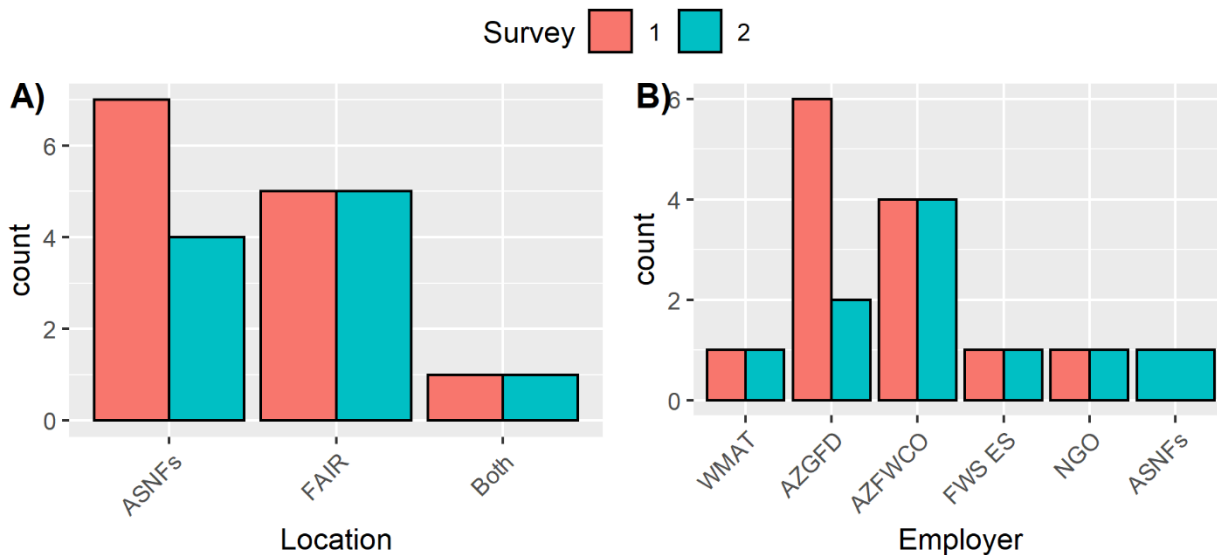 Survey 1 2
A)
count
6
4
2
0
ASNFs FAIR Both
Location
B)
count
6
4
2
0
WMAT AZGFD AZFWCO FWS ES NGO ASNFs
Employer